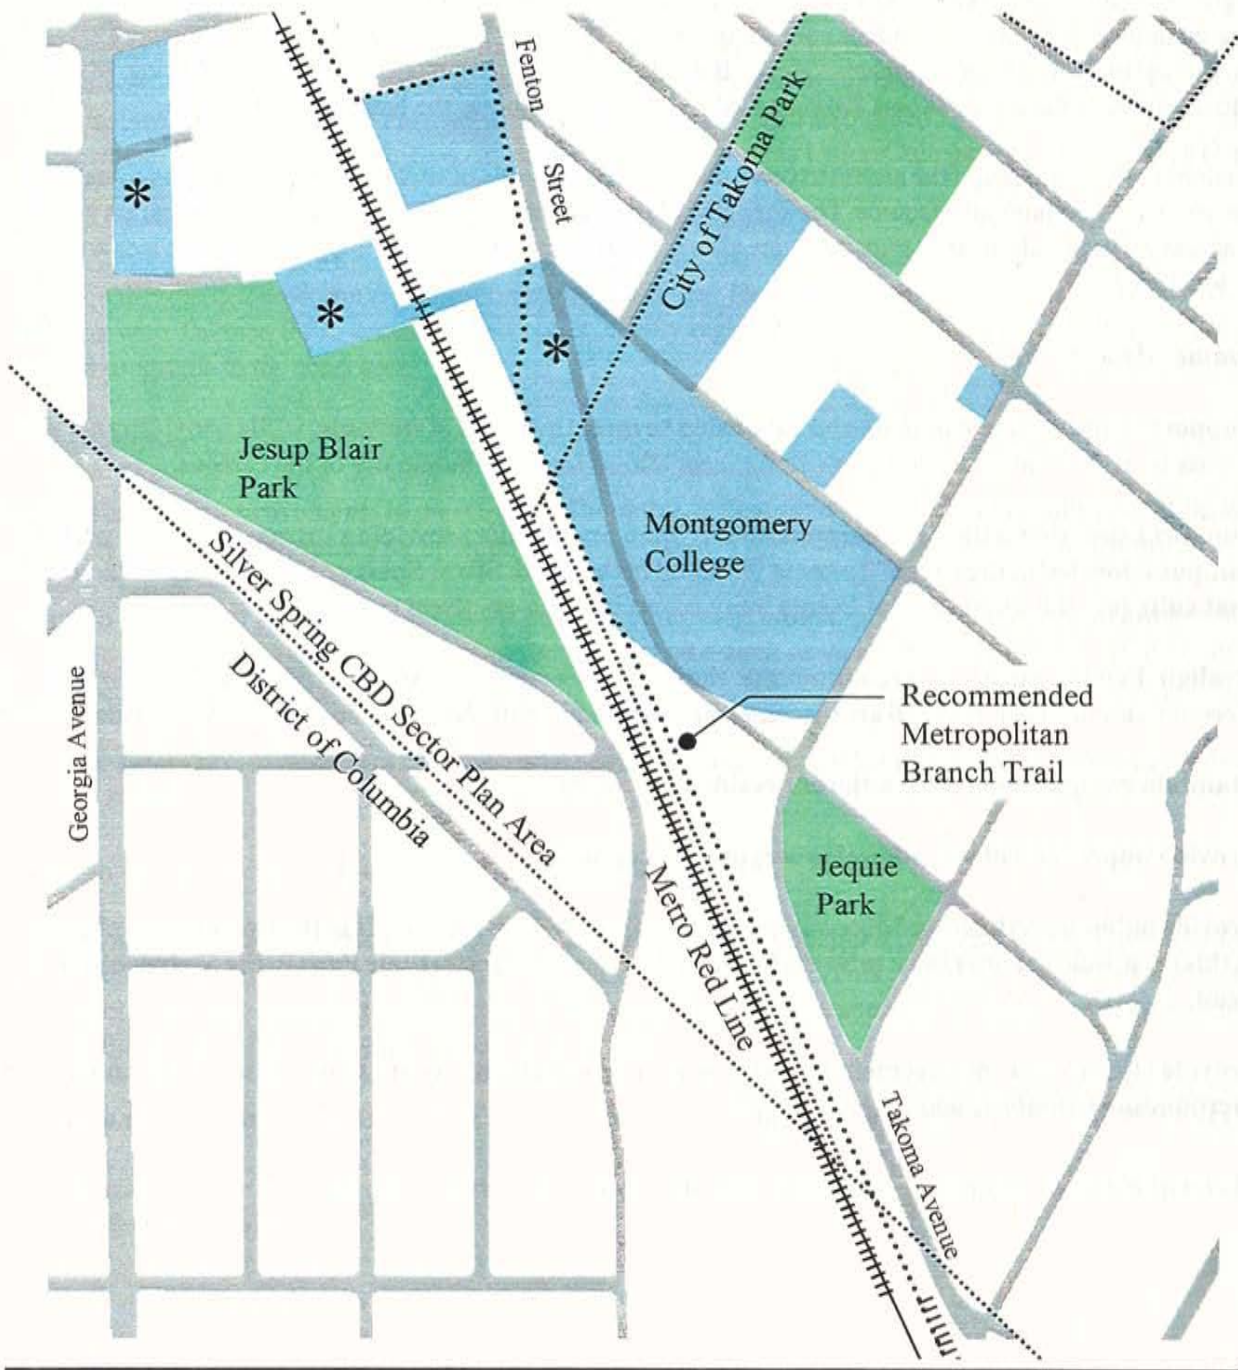 Fenton
Street
City of Takoma Park
*
*
*
Jesup Blair
Park
Montgomery
College
Silver Spring CBD Sector Plan Area
District of Columbia
Georgia Avenue
Recommended
Metropolitan
Branch Trail
Jequie
Park
Metro Red Line
Takoma Avenue